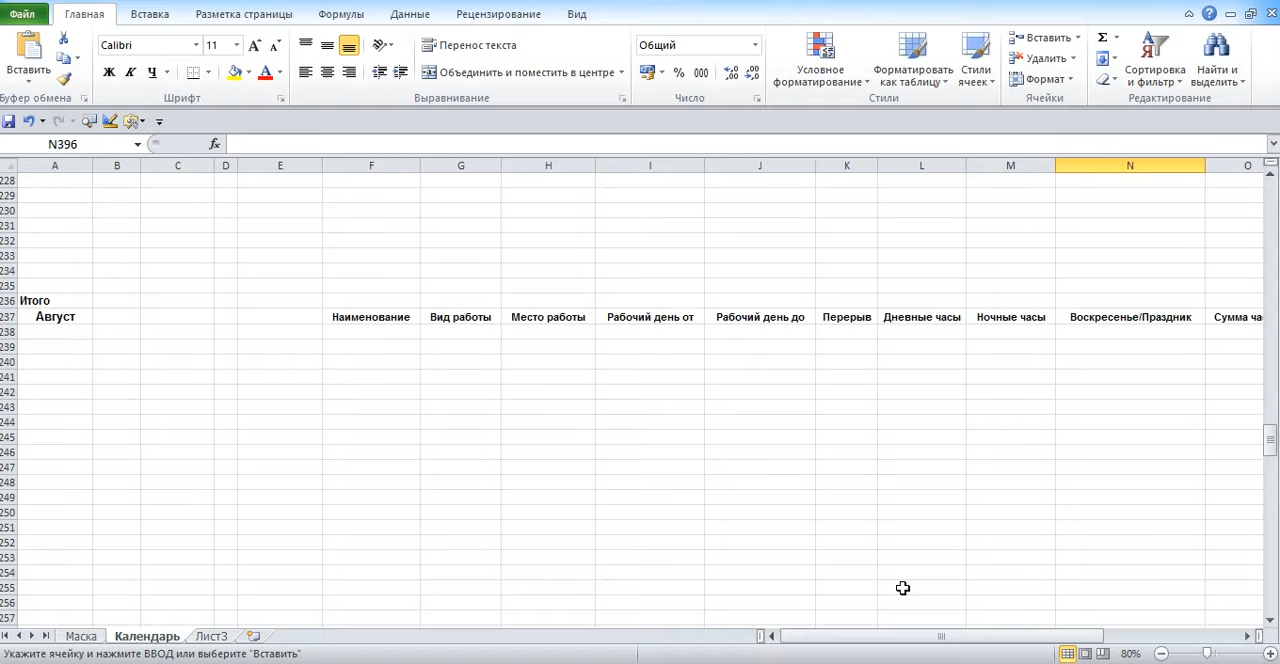 Файл Главная Вставка Разметка страницы Формулы Данные Рецензирование Вид
Calibri 11 Перенос текста Общий Вставить Σ
Вставить Ж К Ч Объединить и поместить в центре % 000 Условное форматирование Форматировать как таблицу Стили ячеек Удалить Формат Сортировка и фильтр Найти и выделить
Буфер обмена Шрифт Выравнивание Число Стили Ячейки Редактирование
N396 fx
A B C D E F G H I J K L M N O
228
229
230
231
232
233
234
235
236 Итого
237 Август Наименование Вид работы Место работы Рабочий день от Рабочий день до Перерыв Дневные часы Ночные часы Воскресенье/Праздник Сумма ча
238
239
240
241
242
243
244
245
246
247
248
249
250
251
252
253
254
255
256
257
Маска Календарь Лист3
Укажите ячейку и нажмите ВВОД или выберите "Вставить" 80%